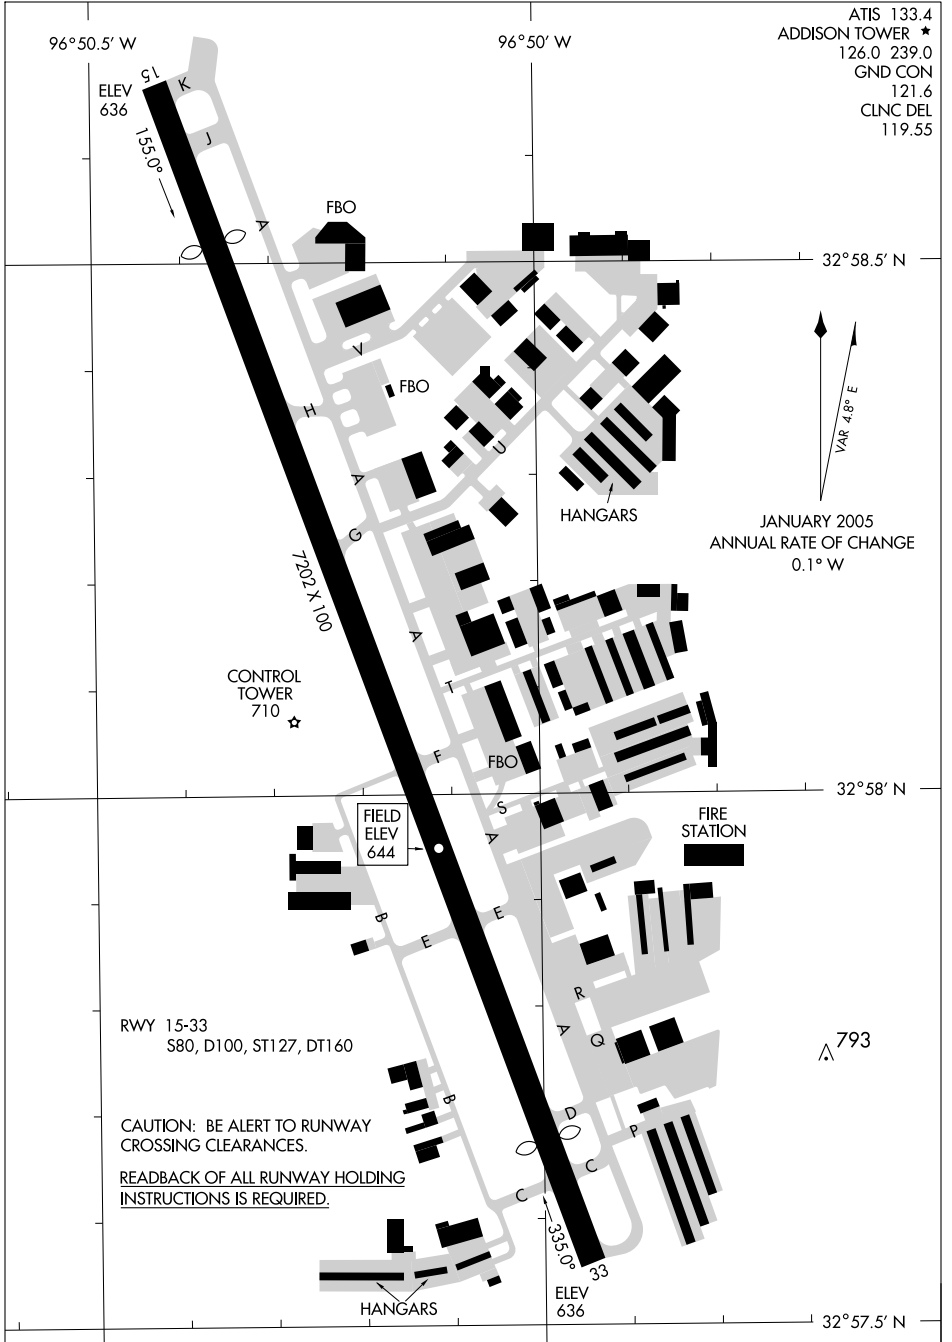 ATIS 133.4
ADDISON TOWER ★
126.0 239.0
GND CON
121.6
CLNC DEL
119.55
96°50.5' W
96°50' W
15
K
ELEV
636
J
155.0°
A
FBO
32°58.5' N
V
FBO
H
VAR 4.8° E
U
A
HANGARS
G
JANUARY 2005
ANNUAL RATE OF CHANGE
0.1° W
7202 X 100
A
CONTROL
TOWER
710
T
F
FBO
32°58' N
S
FIELD
ELEV
644
A
FIRE
STATION
B
E
E
R
RWY 15-33
S80, D100, ST127, DT160
A
Q
793
B
D
CAUTION: BE ALERT TO RUNWAY
CROSSING CLEARANCES.
P
READBACK OF ALL RUNWAY HOLDING
INSTRUCTIONS IS REQUIRED.
C
C
335.0°
33
ELEV
636
HANGARS
32°57.5' N